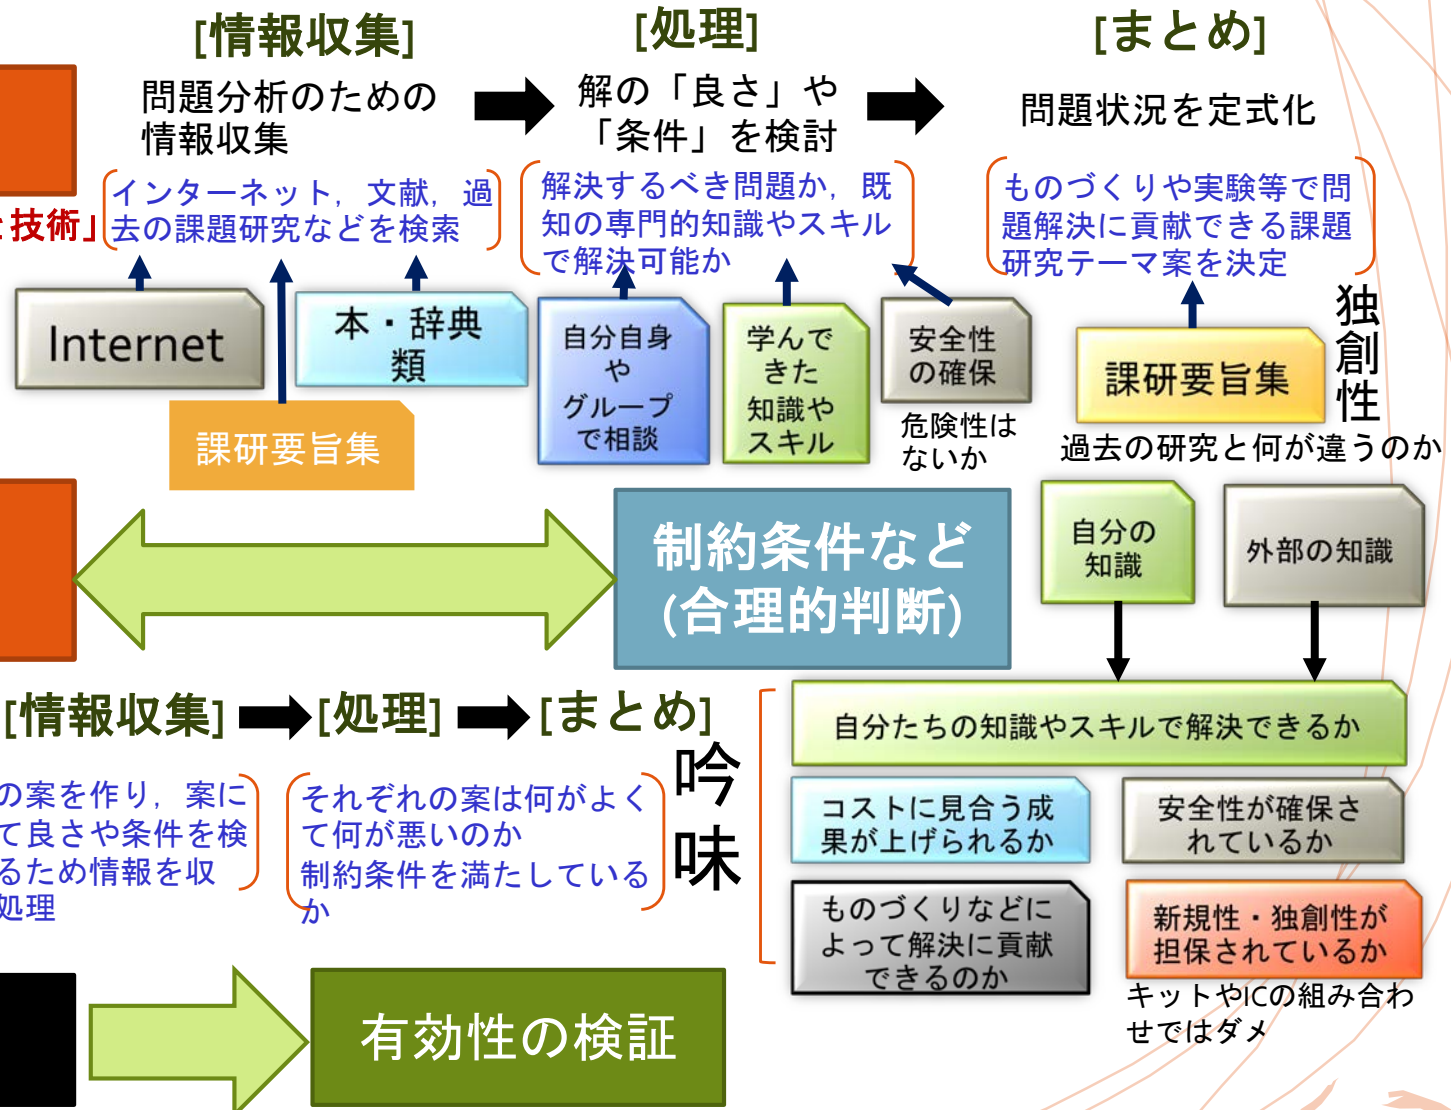 [情報収集]
[処理]
[まとめ]
問題分析のための
情報収集
解の「良さ」や
「条件」を検討
問題状況を定式化
インターネット，文献，過
去の課題研究などを検索
解決するべき問題か，既
知の専門的知識やスキル
で解決可能か
ものづくりや実験等で問
題解決に貢献できる課題
研究テーマ案を決定
技術」
Internet
本・辞典
類
課研要旨集
自分自身
や
グループ
で相談
学んで
きた
知識や
スキル
安全性
の確保
危険性は
ないか
課研要旨集
独創性
過去の研究と何が違うのか
制約条件など
(合理的判断)
自分の
知識
外部の知識
[情報収集]
[処理]
[まとめ]
の案を作り，案に
て良さや条件を検
るため情報を収
処理
それぞれの案は何がよく
て何が悪いのか
制約条件を満たしている
か
吟味
自分たちの知識やスキルで解決できるか
コストに見合う成
果が上げられるか
安全性が確保さ
れているか
ものづくりなどに
よって解決に貢献
できるのか
新規性・独創性が
担保されているか
キットやICの組み合わ
せではダメ
有効性の検証